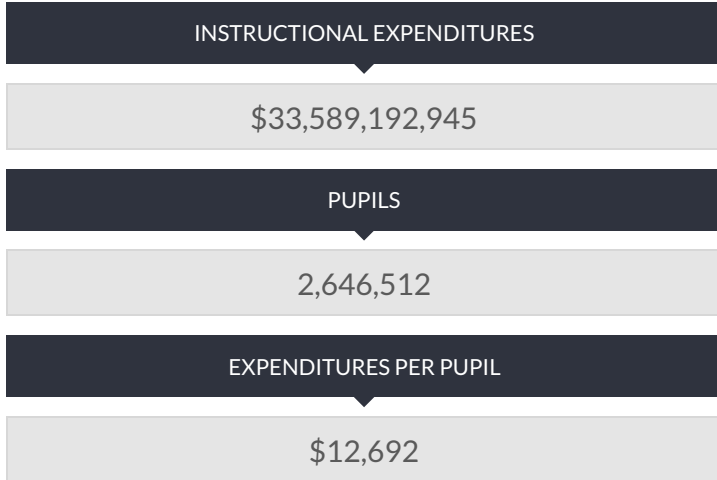 INSTRUCTIONAL EXPENDITURES
$33,589,192,945
PUPILS
2,646,512
EXPENDITURES PER PUPIL
$12,692